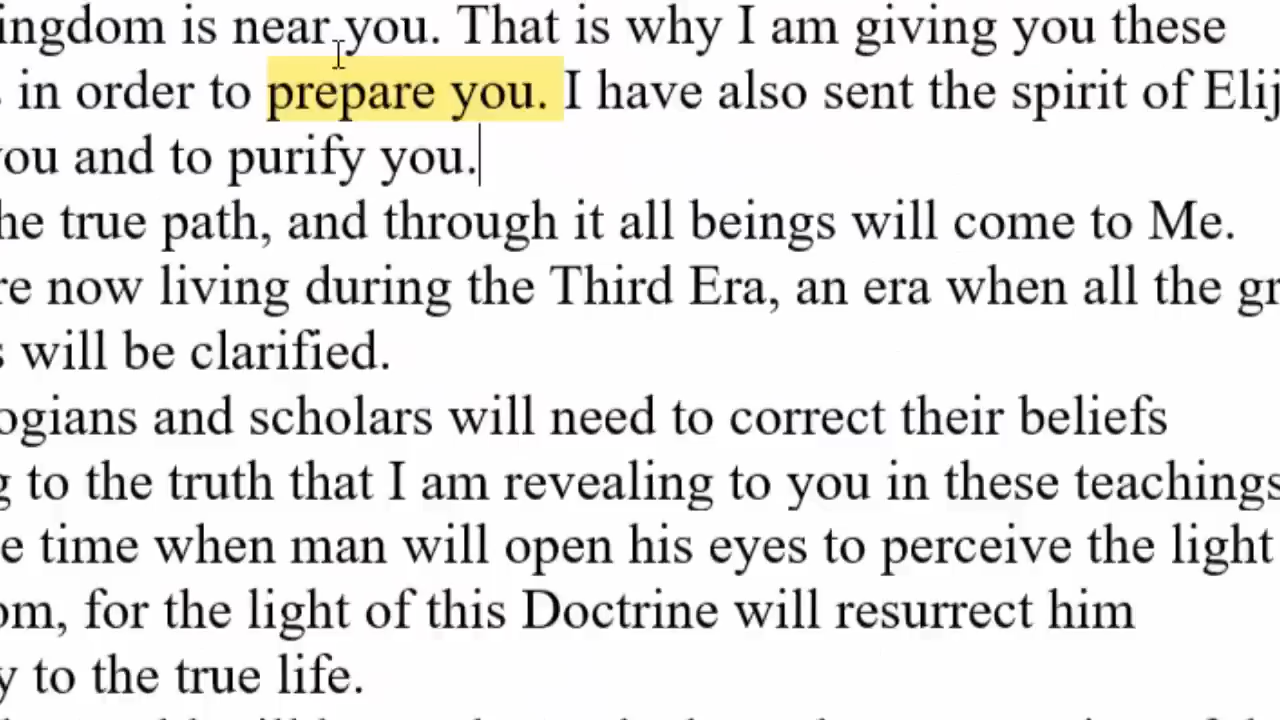 ingdom is near you. That is why I am giving you these
in order to prepare you. I have also sent the spirit of Elij
you and to purify you.
he true path, and through it all beings will come to Me.
re now living during the Third Era, an era when all the gr
s will be clarified.
ogians and scholars will need to correct their beliefs
g to the truth that I am revealing to you in these teachings
e time when man will open his eyes to perceive the light
om, for the light of this Doctrine will resurrect him
y to the true life.